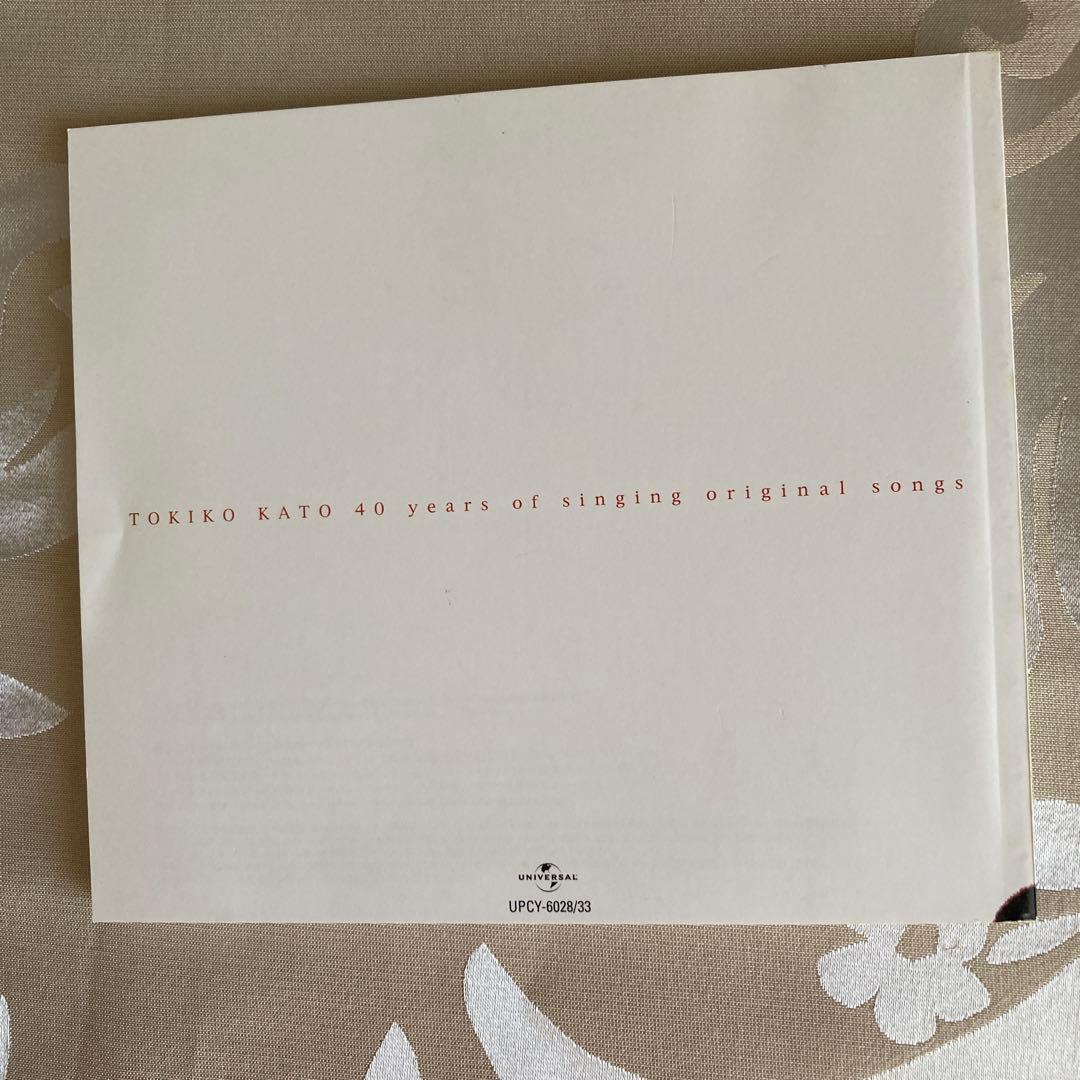 TOKIKO KATO 40 years of singing original songs
UNIVERSAL
UPCY-6028/33